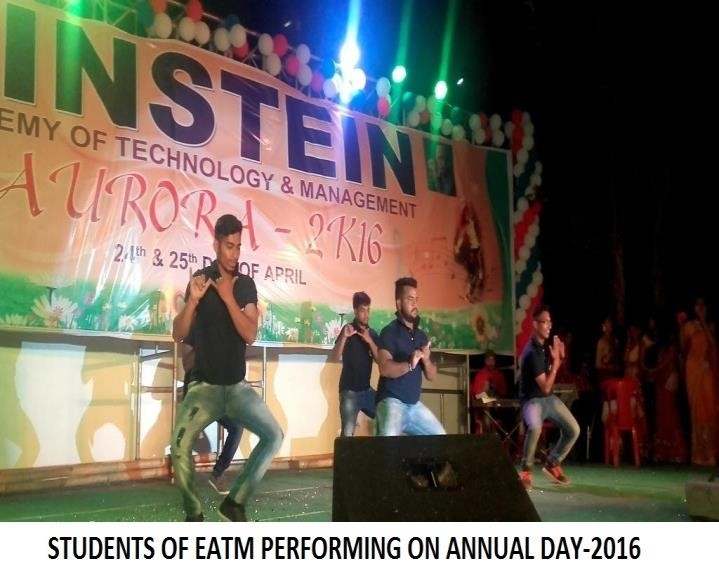 INSTEIN
EMY OF TECHNOLOGY & MANAGEMENT
AURORA - 2K16
24th & 25th OF APRIL
STUDENTS OF EATM PERFORMING ON ANNUAL DAY-2016